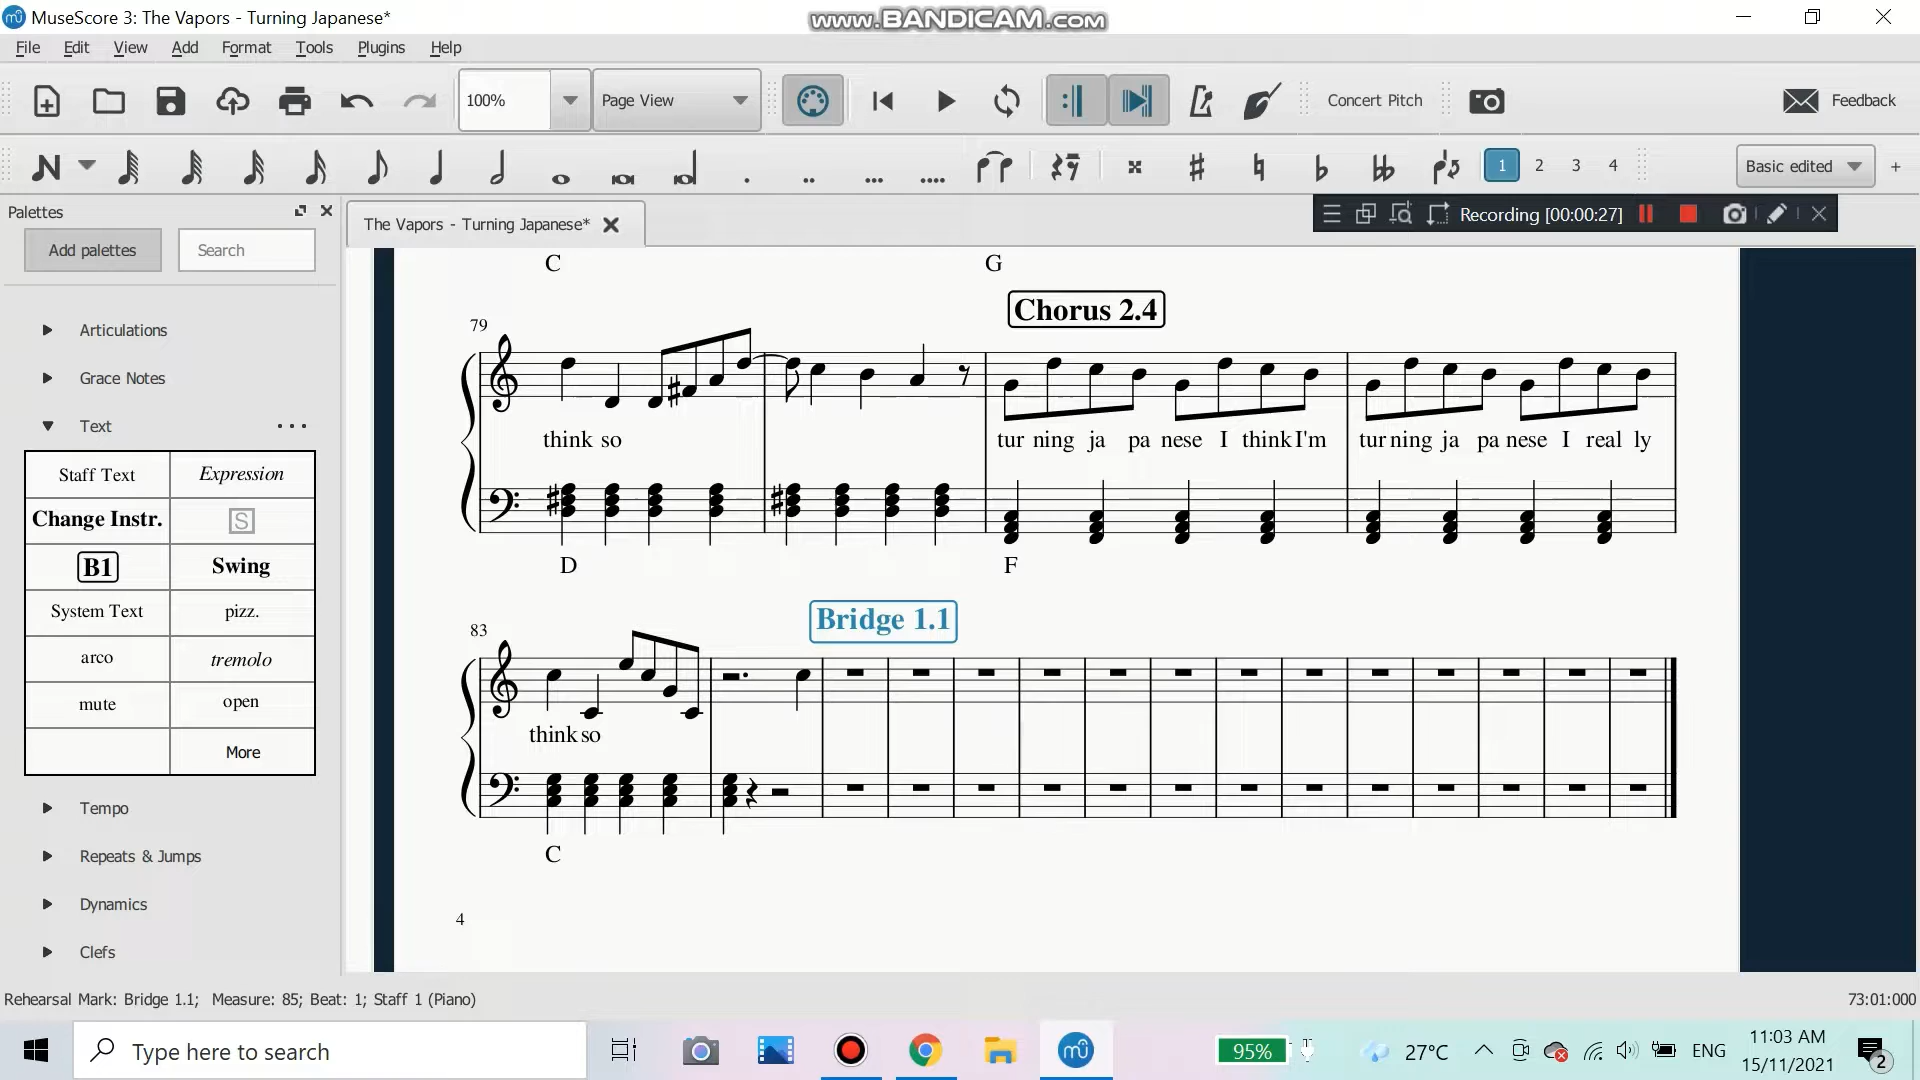 MuseScore 3: The Vapors - Turning Japanese*
www.BANDICAM.com
File Edit View Add Format Tools Plugins Help
100%
Page View
Concert Pitch
Feedback
1 2 3 4
Basic edited
+
Palettes
The Vapors - Turning Japanese*
Recording [00:00:27]
Add palettes
Search
Articulations
Grace Notes
Text
Staff Text
Expression
Change Instr.
S
B1
Swing
System Text
pizz.
arco
tremolo
mute
open
More
Tempo
Repeats & Jumps
Dynamics
Clefs
C G
Chorus 2.4
79
think so tur ning ja pa nese I think I'm tur ning ja pa nese I real ly
D F
Bridge 1.1
83
think so
C
4
Rehearsal Mark: Bridge 1.1; Measure: 85; Beat: 1; Staff 1 (Piano)
73:01:000
Type here to search
95%
27°C
ENG
11:03 AM
15/11/2021
2